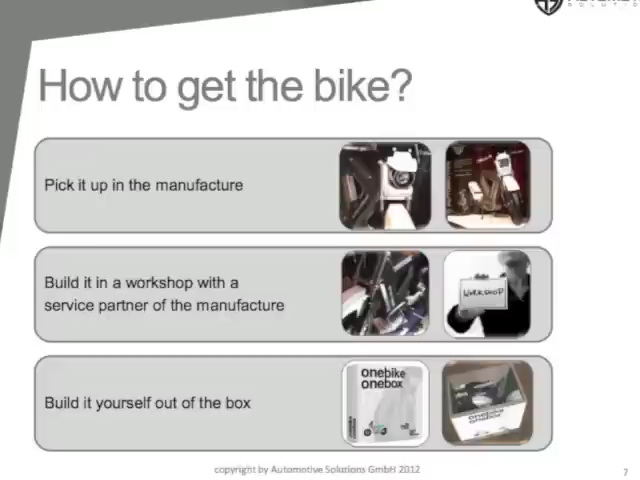 How to get the bike?
Pick it up in the manufacture
Build it in a workshop with a
service partner of the manufacture
WORKSHOP
Build it yourself out of the box
onebike
onebox
onebike
onebox
copyright by Automotive Solutions GmbH 2012
7